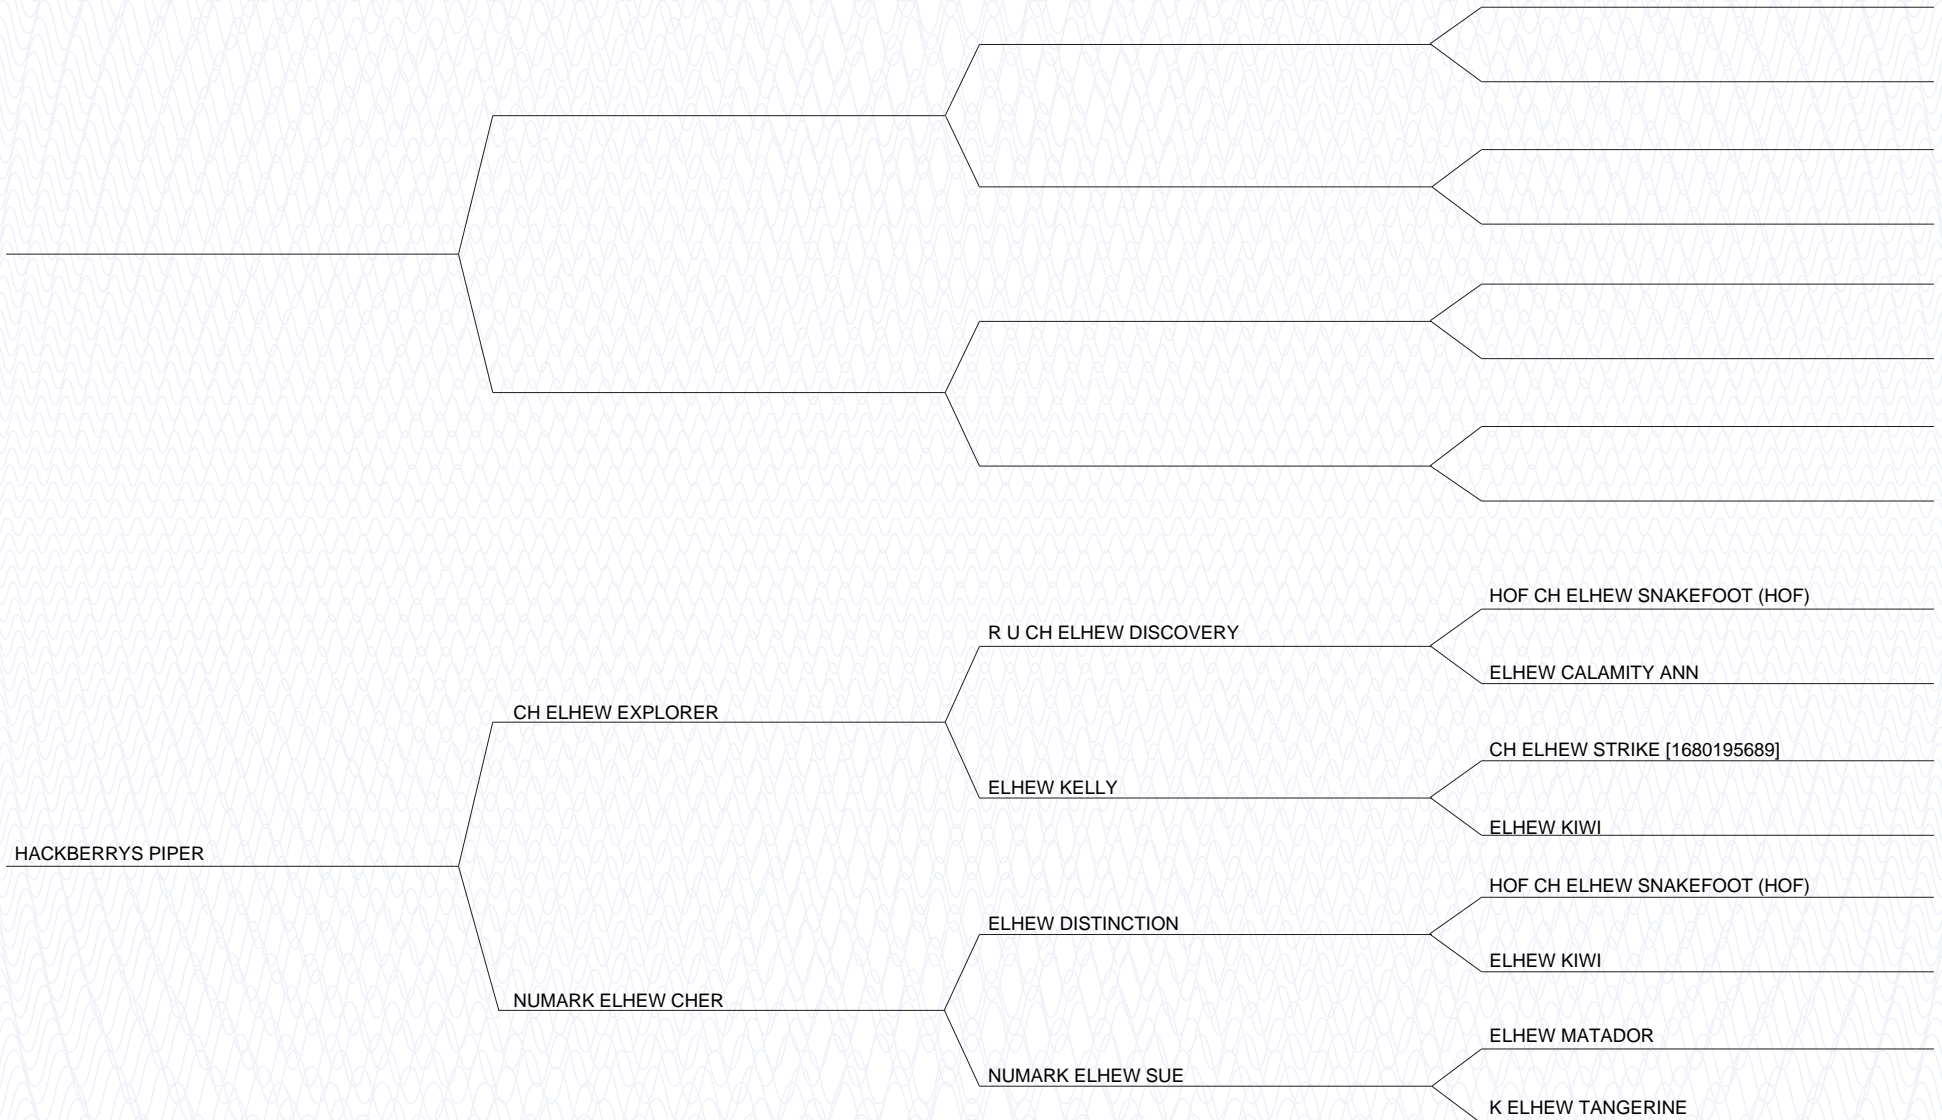 HOF CH ELHEW SNAKEFOOT (HOF)
R U CH ELHEW DISCOVERY
ELHEW CALAMITY ANN
CH ELHEW EXPLORER
CH ELHEW STRIKE [1680195689]
ELHEW KELLY
ELHEW KIWI
HACKBERRYS PIPER
HOF CH ELHEW SNAKEFOOT (HOF)
ELHEW DISTINCTION
ELHEW KIWI
NUMARK ELHEW CHER
ELHEW MATADOR
NUMARK ELHEW SUE
K ELHEW TANGERINE